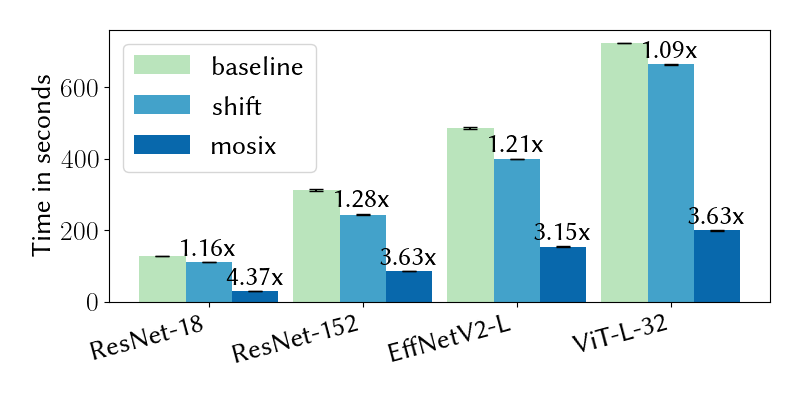 Time in seconds
600
400
200
0
baseline
shift
mosix
1.16x
4.37x
1.28x
3.63x
1.21x
3.15x
1.09x
3.63x
ResNet-18
ResNet-152
EffNetV2-L
ViT-L-32